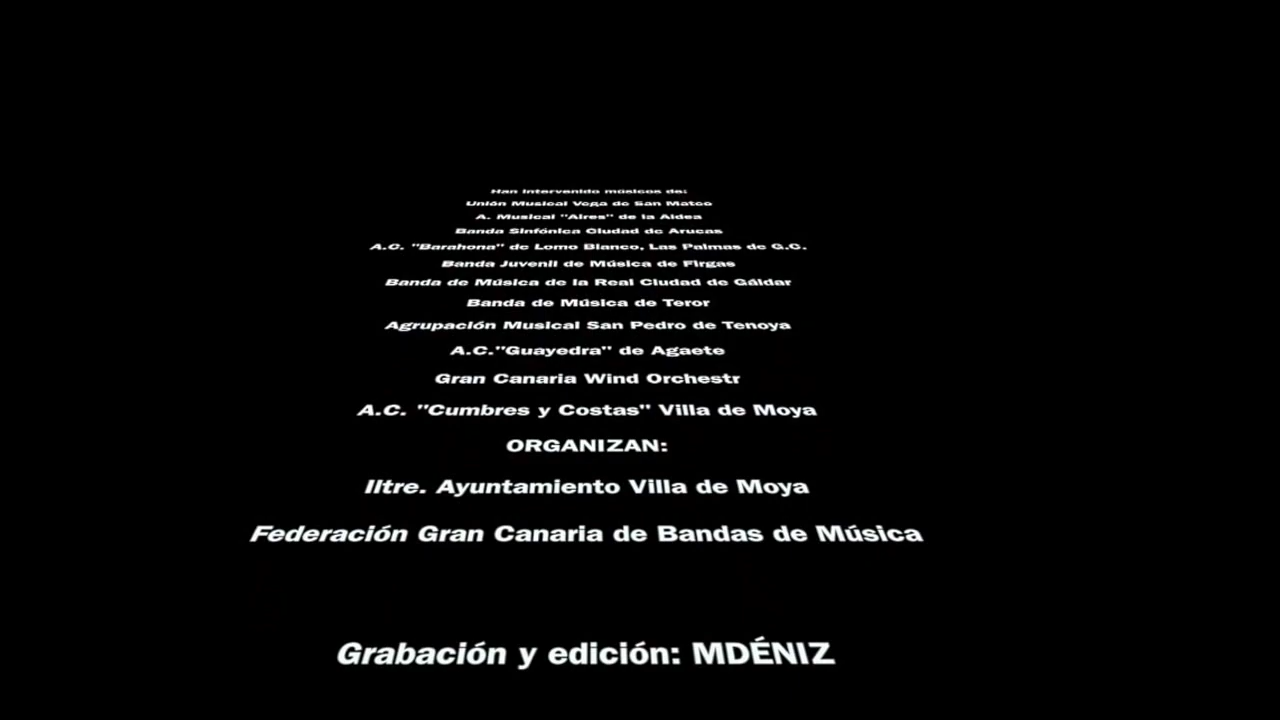 Han intervenido músicos de:
Unión Musical Vega de San Mateo
A. Musical "Aires" de la Aldea
Banda Sinfónica Ciudad de Arucas
A.C. "Barahona" de Lomo Blanco, Las Palmas de G.C.
Banda Juvenil de Música de Firgas
Banda de Música de la Real Ciudad de Gáldar
Banda de Música de Teror
Agrupación Musical San Pedro de Tenoya
A.C."Guayedra" de Agaete
Gran Canaria Wind Orchestr
A.C. "Cumbres y Costas" Villa de Moya
ORGANIZAN:
Iltre. Ayuntamiento Villa de Moya
Federación Gran Canaria de Bandas de Música
Grabación y edición: MDÉNIZ